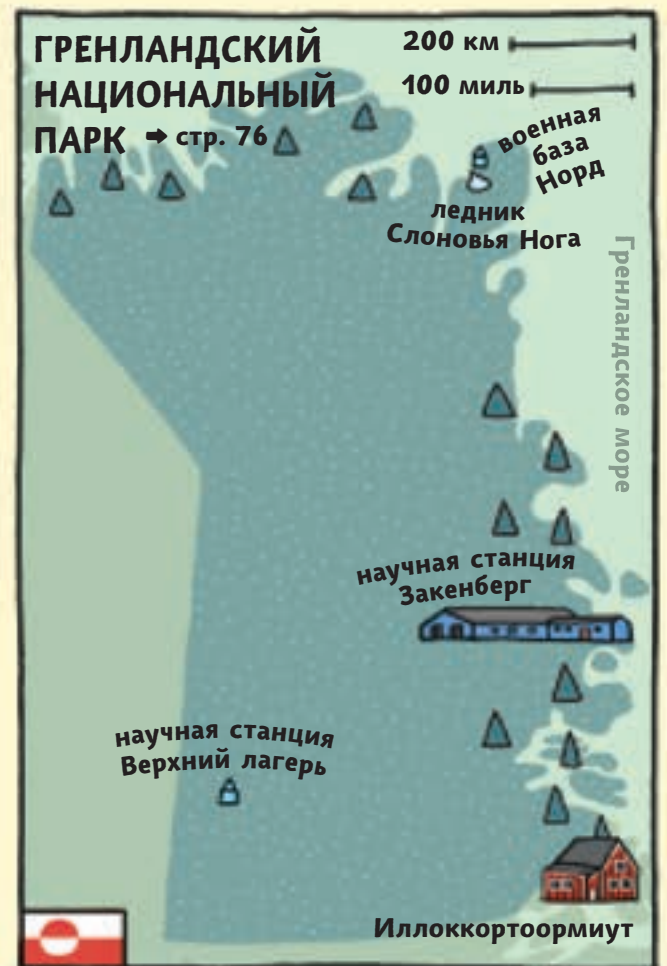 ГРЕНЛАНДСКИЙ
НАЦИОНАЛЬНЫЙ
ПАРК → стр. 76
200 км
100 миль
военная
база
Норд
ледник
Слоновья Нога
Гренландское море
научная станция
Закенберг
научная станция
Верхний лагерь
Иллоккортоормиут